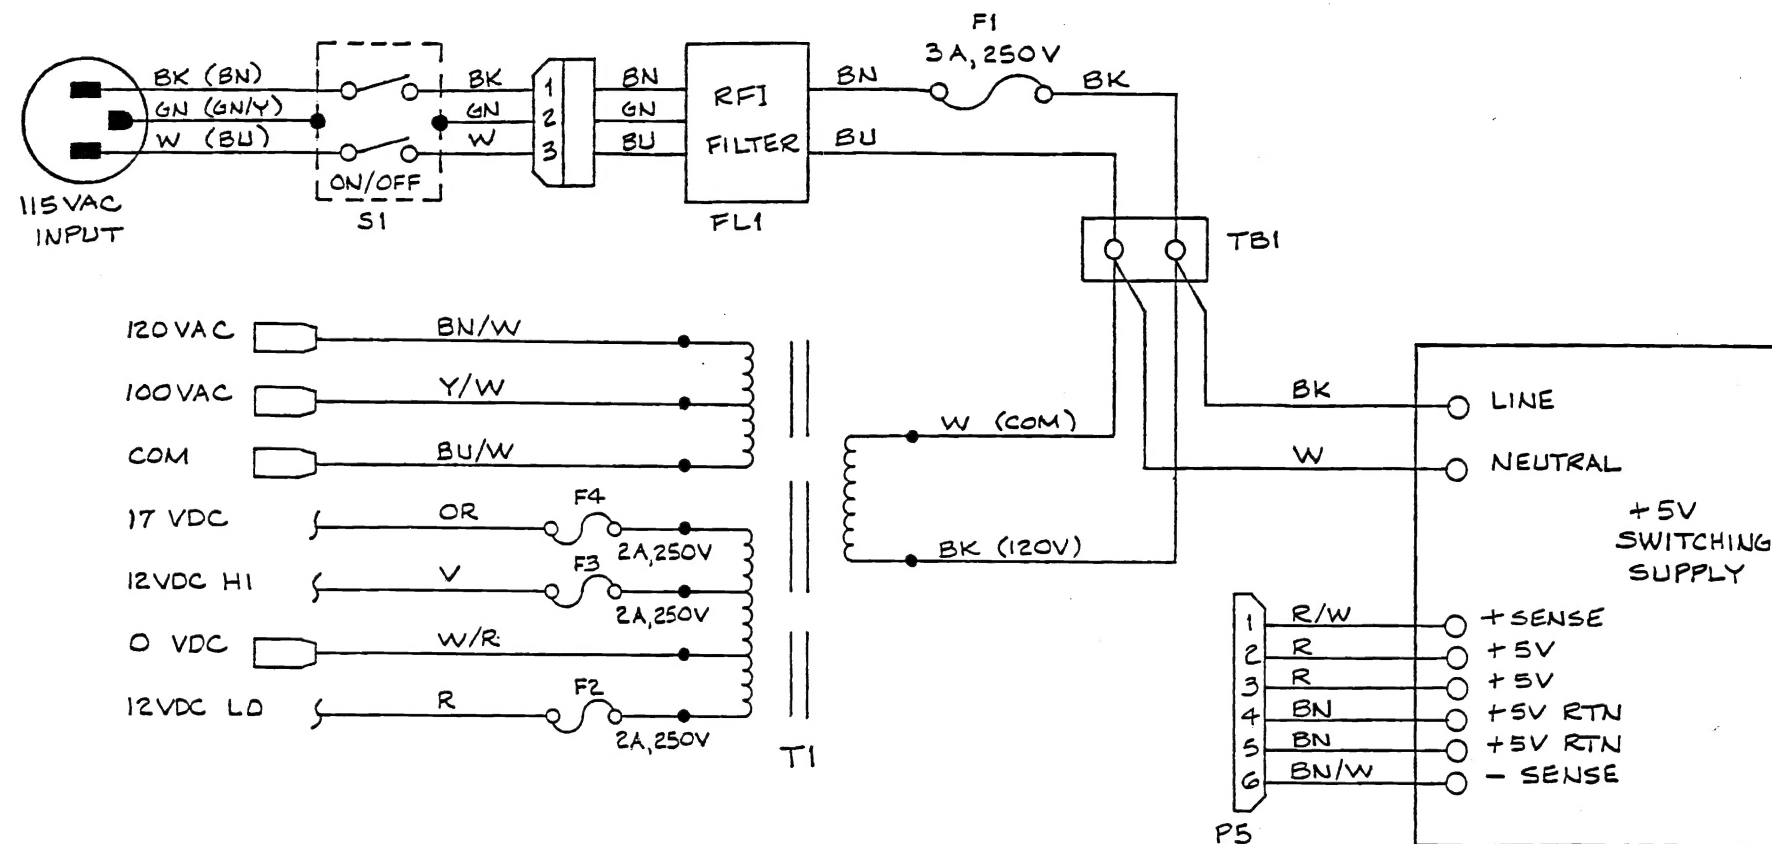 F1
3A, 250V
BK (BN)
GN (GN/Y)
W (BU)
115VAC
INPUT
ON/OFF
S1
BK
GN
W
1
2
3
BN
GN
BU
RFI
FILTER
FL1
BN
BU
BK
TB1
120VAC
BN/W
100VAC
Y/W
COM
BU/W
17 VDC
OR
F4
2A,250V
12VDC HI
V
F3
2A,250V
0 VDC
W/R
12VDC LO
R
F2
2A,250V
T1
W (COM)
BK (120V)
BK
LINE
W
NEUTRAL
+5V
SWITCHING
SUPPLY
1 R/W +SENSE
2 R +5V
3 R +5V
4 BN +5V RTN
5 BN +5V RTN
6 BN/W - SENSE
P5